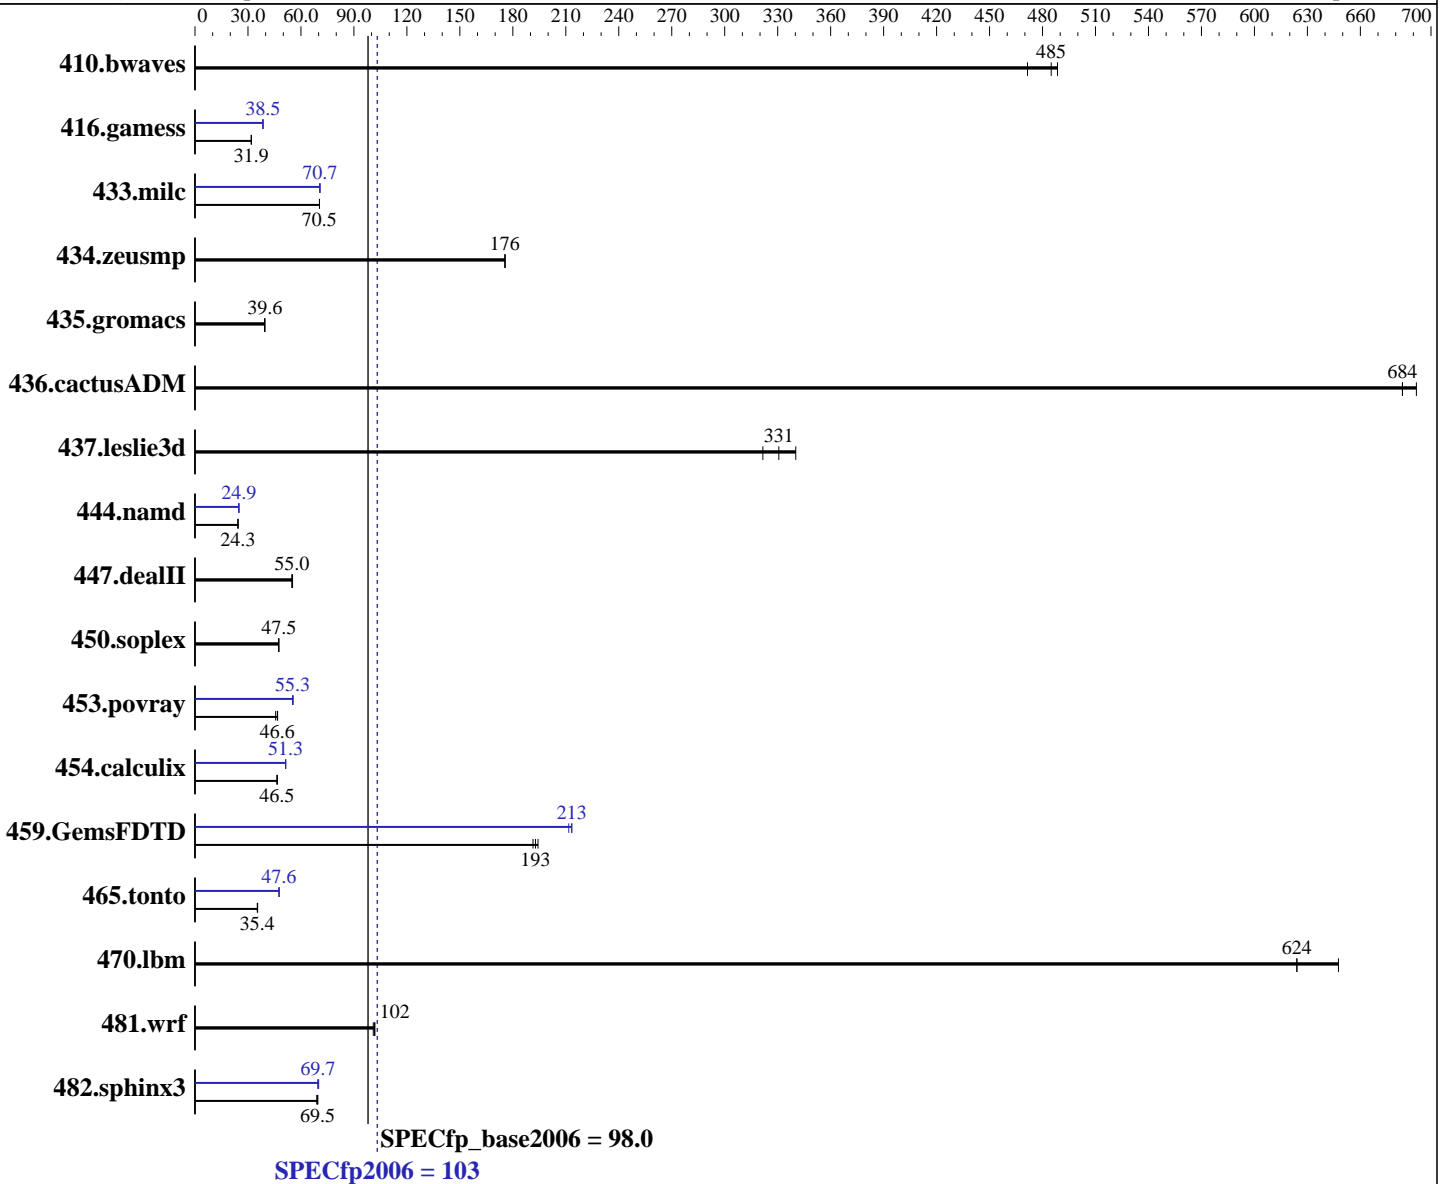 0 30.0 60.0 90.0 120 150 180 210 240 270 300 330 360 390 420 450 480 510 540 570 600 630 660 700
410.bwaves 485
38.5
416.gamess
31.9
70.7
433.milc
70.5
434.zeusmp 176
435.gromacs 39.6
436.cactusADM 684
437.leslie3d 331
24.9
444.namd
24.3
447.dealII 55.0
450.soplex 47.5
55.3
453.povray
46.6
51.3
454.calculix
46.5
213
459.GemsFDTD
193
47.6
465.tonto
35.4
470.lbm 624
481.wrf 102
69.7
482.sphinx3
69.5
SPECfp_base2006 = 98.0
SPECfp2006 = 103